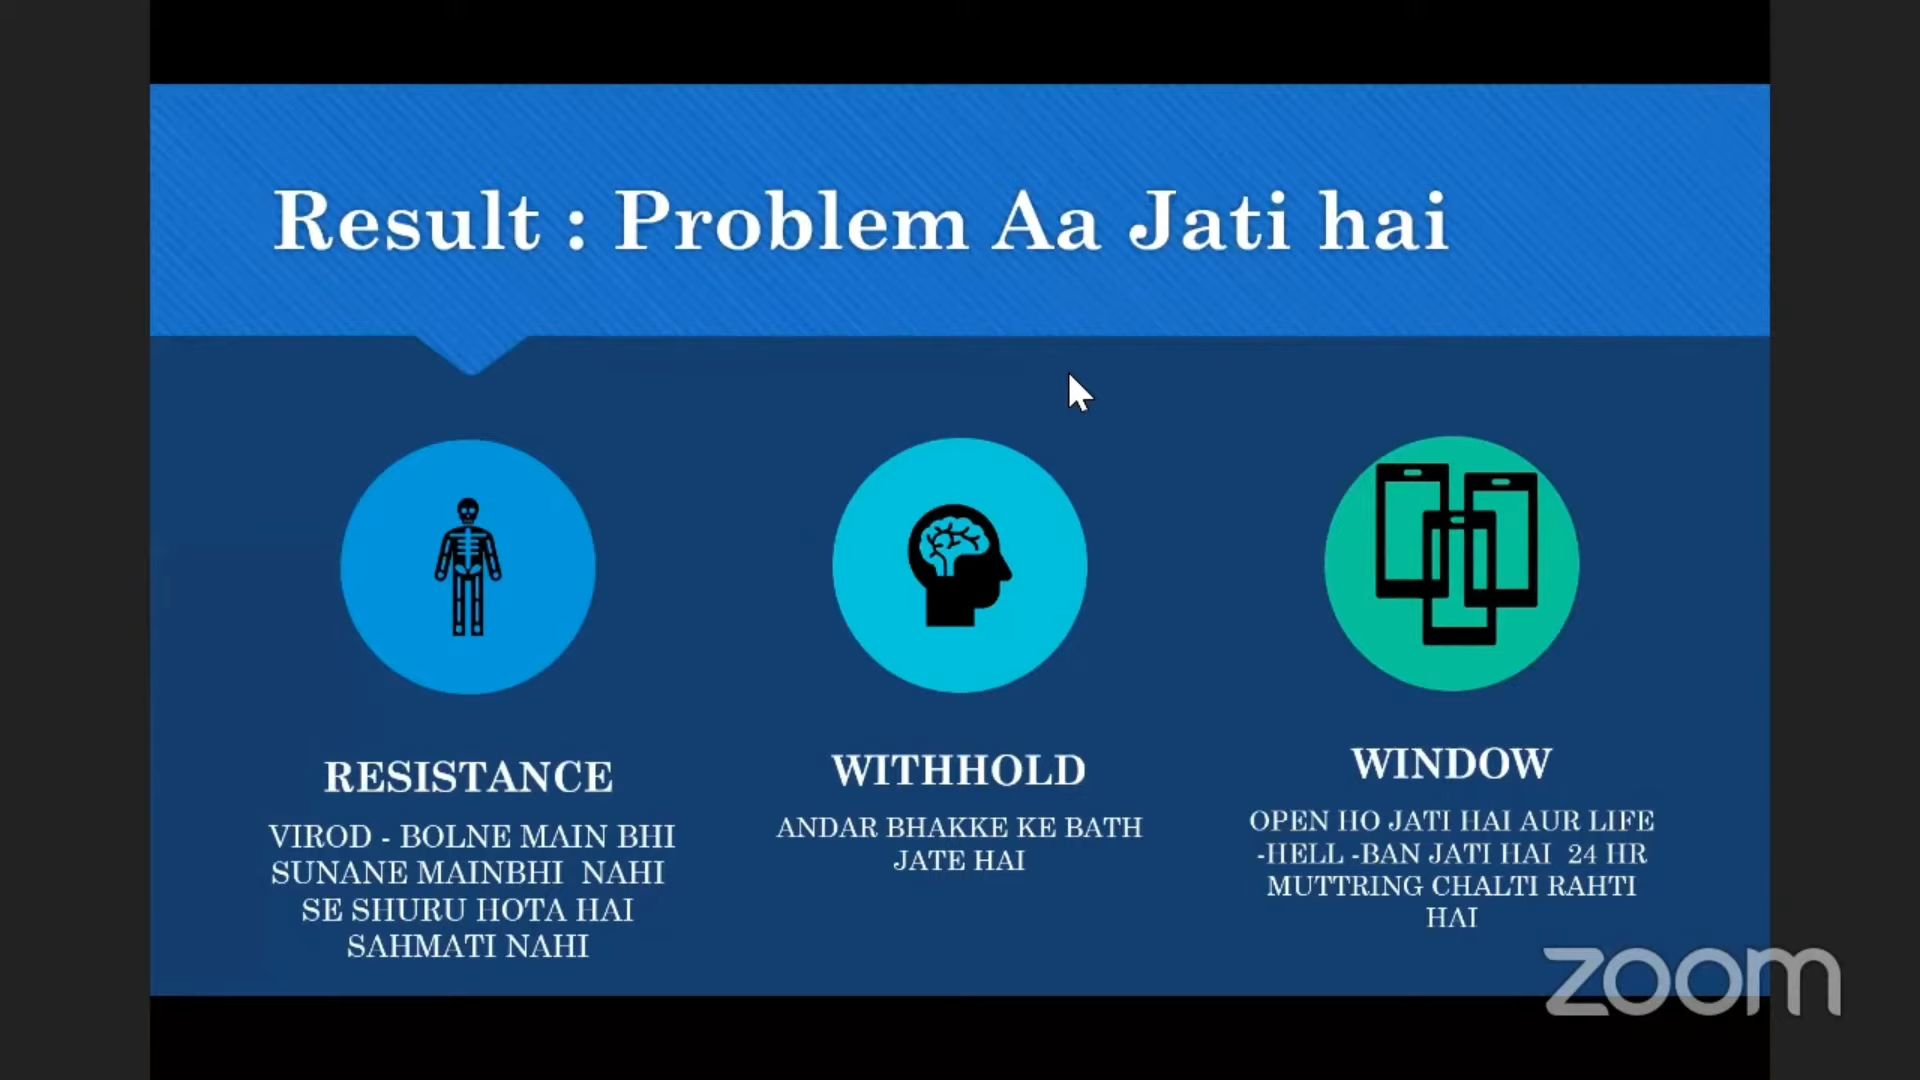 Result : Problem Aa Jati hai
RESISTANCE
VIROD - BOLNE MAIN BHI
SUNANE MAINBHI NAHI
SE SHURU HOTA HAI
SAHMATI NAHI
WITHHOLD
ANDAR BHAKKE KE BATH
JATE HAI
WINDOW
OPEN HO JATI HAI AUR LIFE
-HELL -BAN JATI HAI 24 HR
MUTTRING CHALTI RAHTI
HAI
zoom